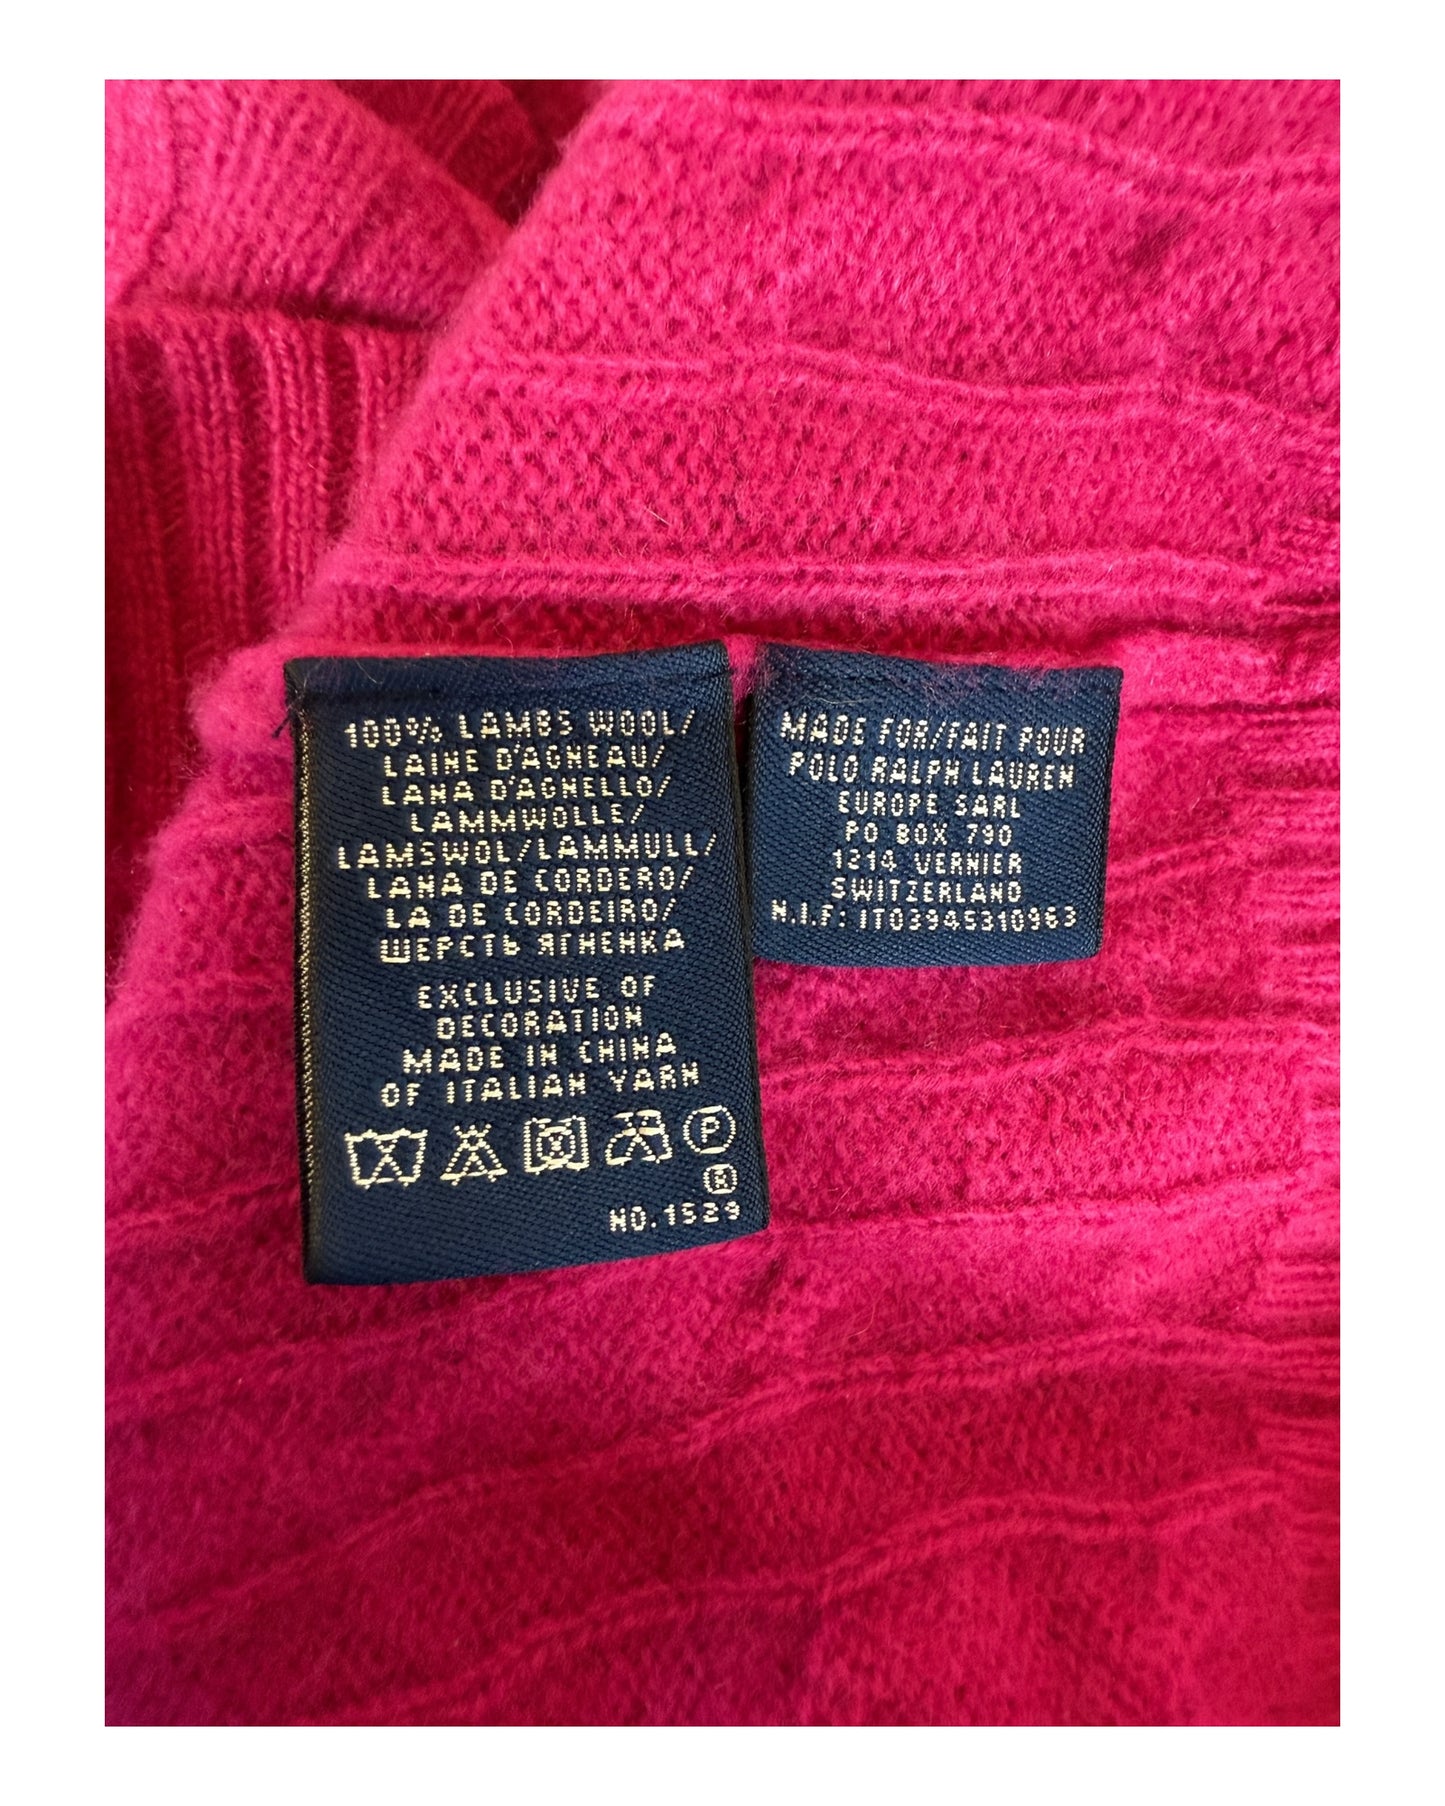 100% LAMBS WOOL/
LAINE D'AGNEAU/
LANA D'AGNELLO/
LAMMWOLLE/
LAMSWOL/LAMMULL/
LANA DE CORDERO/
LA DE CORDEIRO/
ШЕРСТЬ ЯГНЕНКА
EXCLUSIVE OF
DECORATION
MADE IN CHINA
OF ITALIAN YARN
P
R
NO.1529
MADE FOR/FAIT POUR
POLO RALPH LAUREN
EUROPE SARL
PO BOX 790
1214 VERNIER
SWITZERLAND
N.I.F: IT03945310963